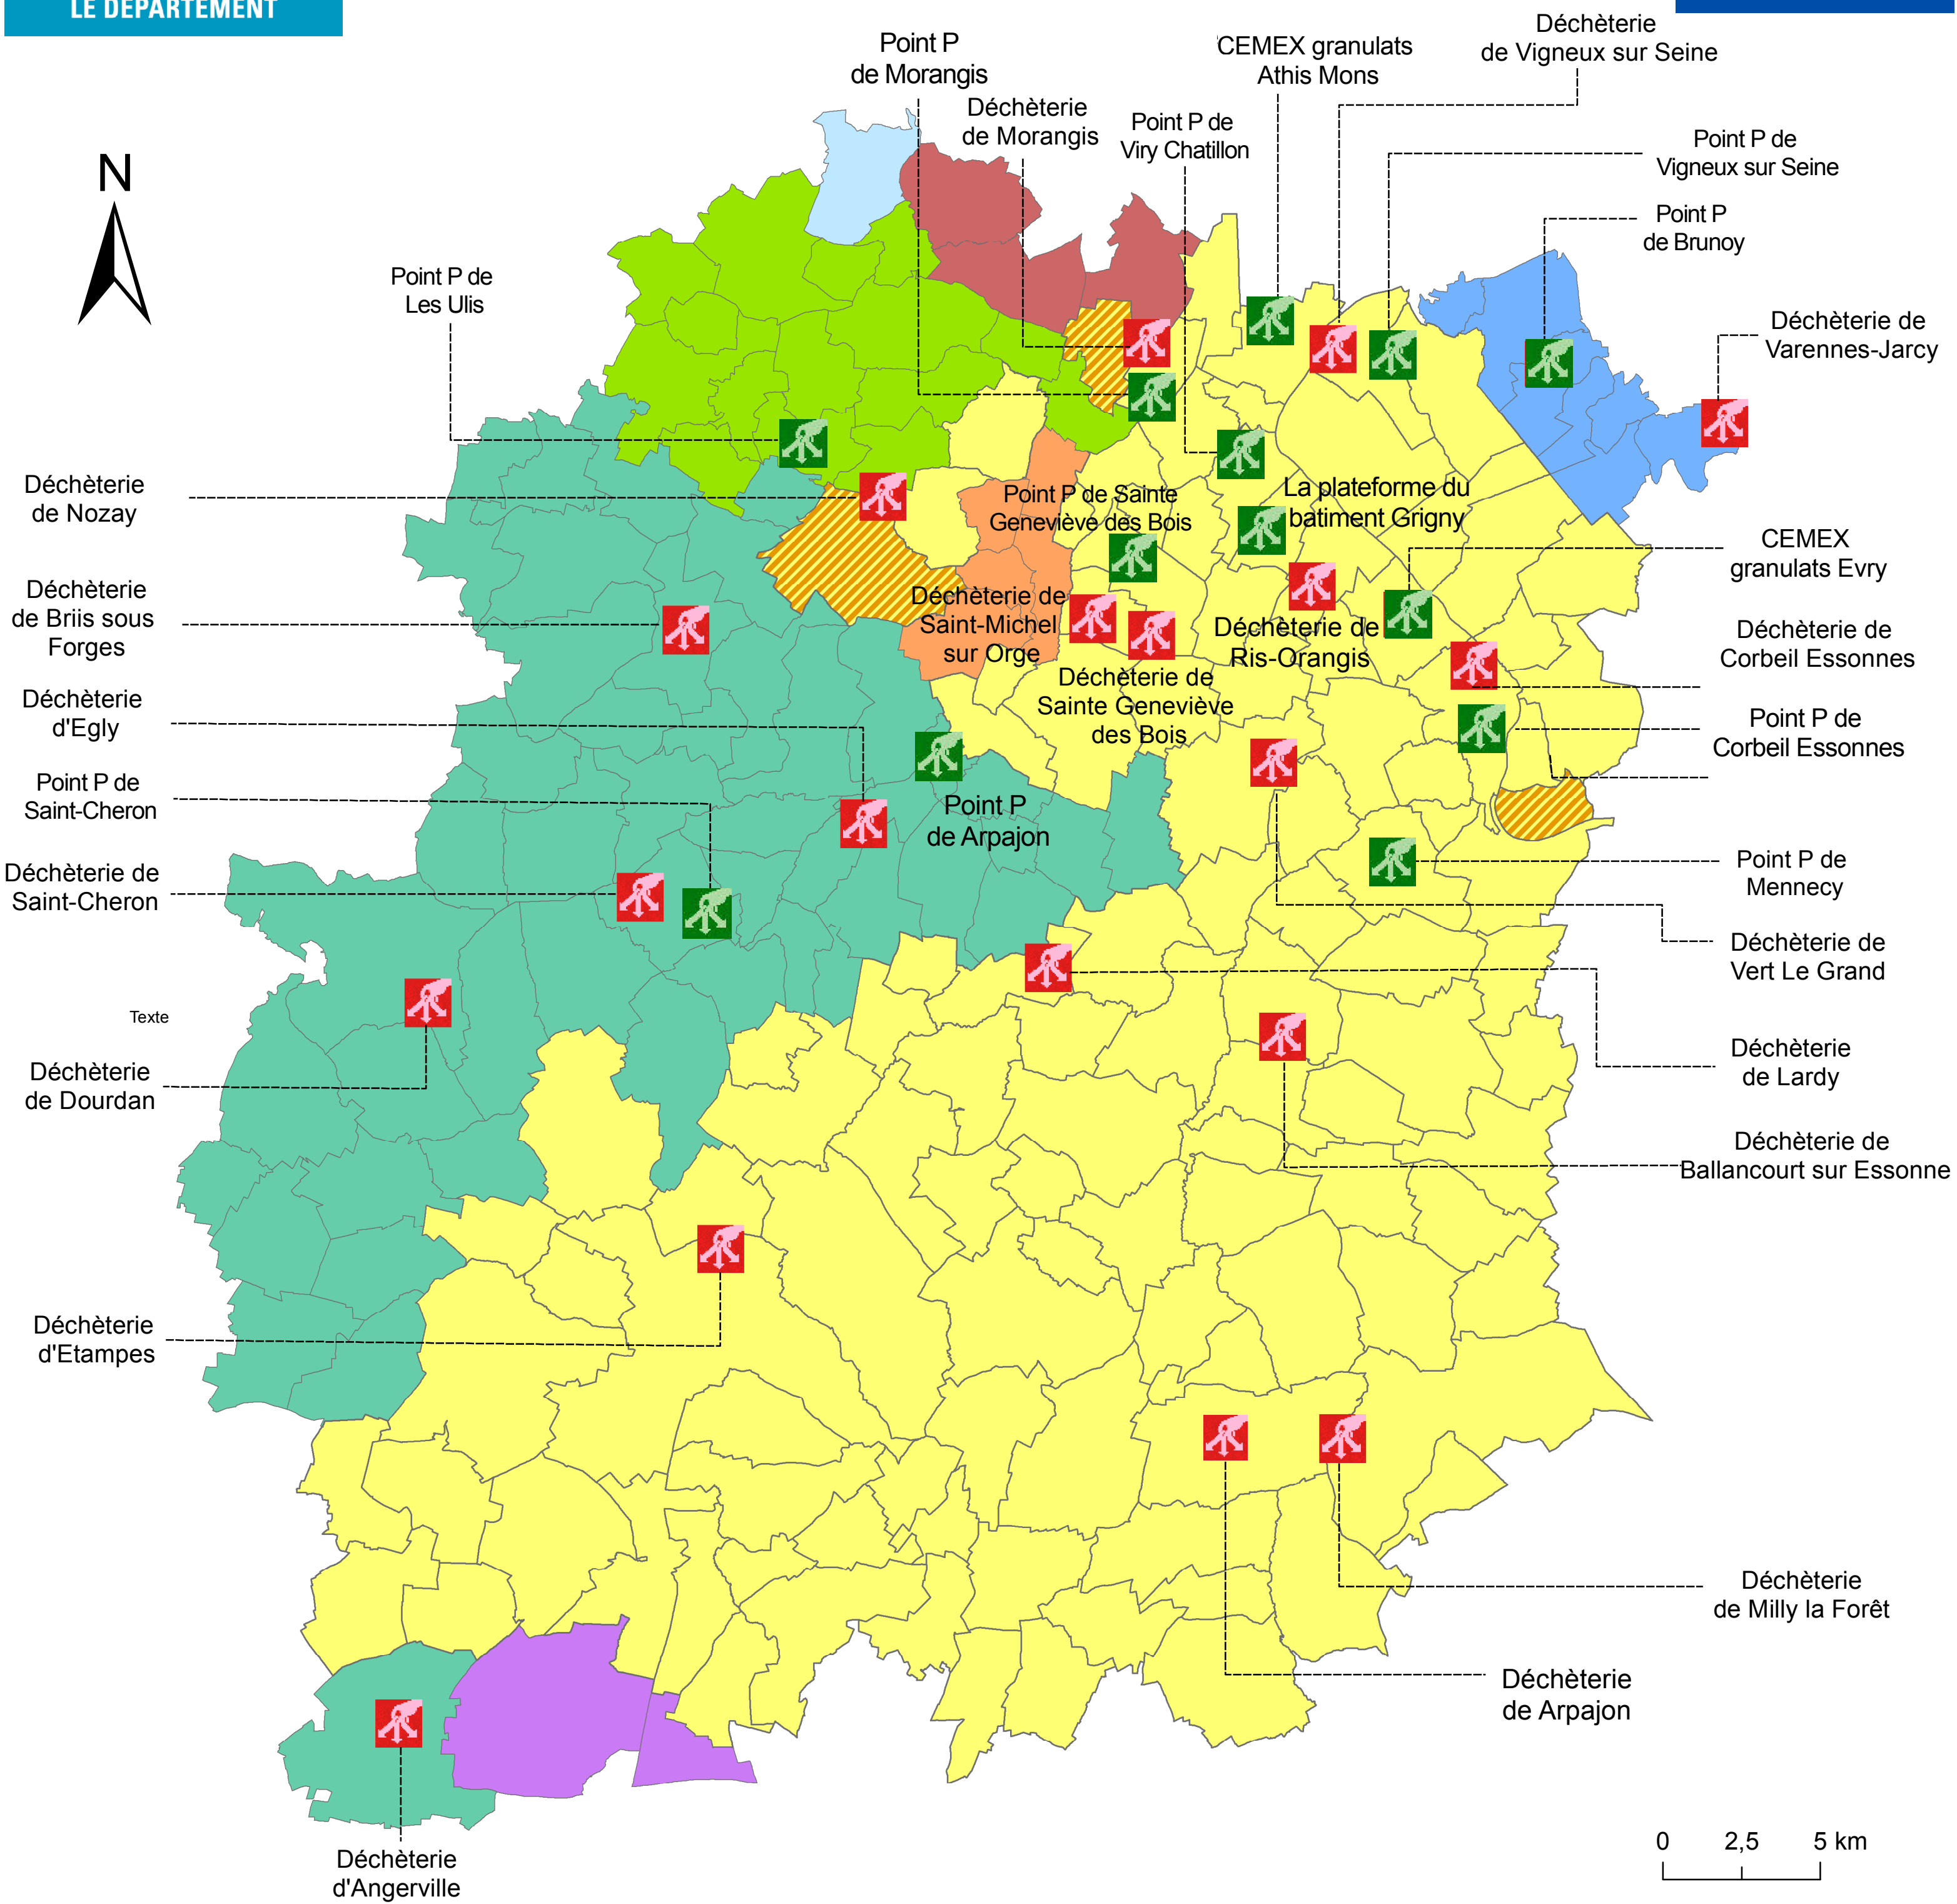 LE DÉPARTEMENT
Déchèterie
de Vigneux sur Seine
Point P
de Morangis
CEMEX granulats
Athis Mons
Déchèterie
de Morangis
Point P de
Viry Chatillon
Point P de
Vigneux sur Seine
N
Point P
de Brunoy
Point P de
Les Ulis
Déchèterie de
Varennes-Jarcy
Déchèterie
de Nozay
Point P de Sainte
Geneviève des Bois
La plateforme du
batiment Grigny
CEMEX
granulats Evry
Déchèterie
de Briis sous
Forges
Déchèterie de
Saint-Michel
sur Orge
Déchèterie de
Ris-Orangis
Déchèterie de
Corbeil Essonnes
Déchèterie de
Sainte Geneviève
des Bois
Déchèterie
d'Egly
Point P de
Corbeil Essonnes
Point P de
Saint-Cheron
Point P
de Arpajon
Déchèterie de
Saint-Cheron
Point P de
Mennecy
Déchèterie de
Vert Le Grand
Texte
Déchèterie
de Dourdan
Déchèterie
de Lardy
Déchèterie de
Ballancourt sur Essonne
Déchèterie
d'Etampes
Déchèterie
de Milly la Forêt
Déchèterie
de Arpajon
Déchèterie
d'Angerville
0 2,5 5 km